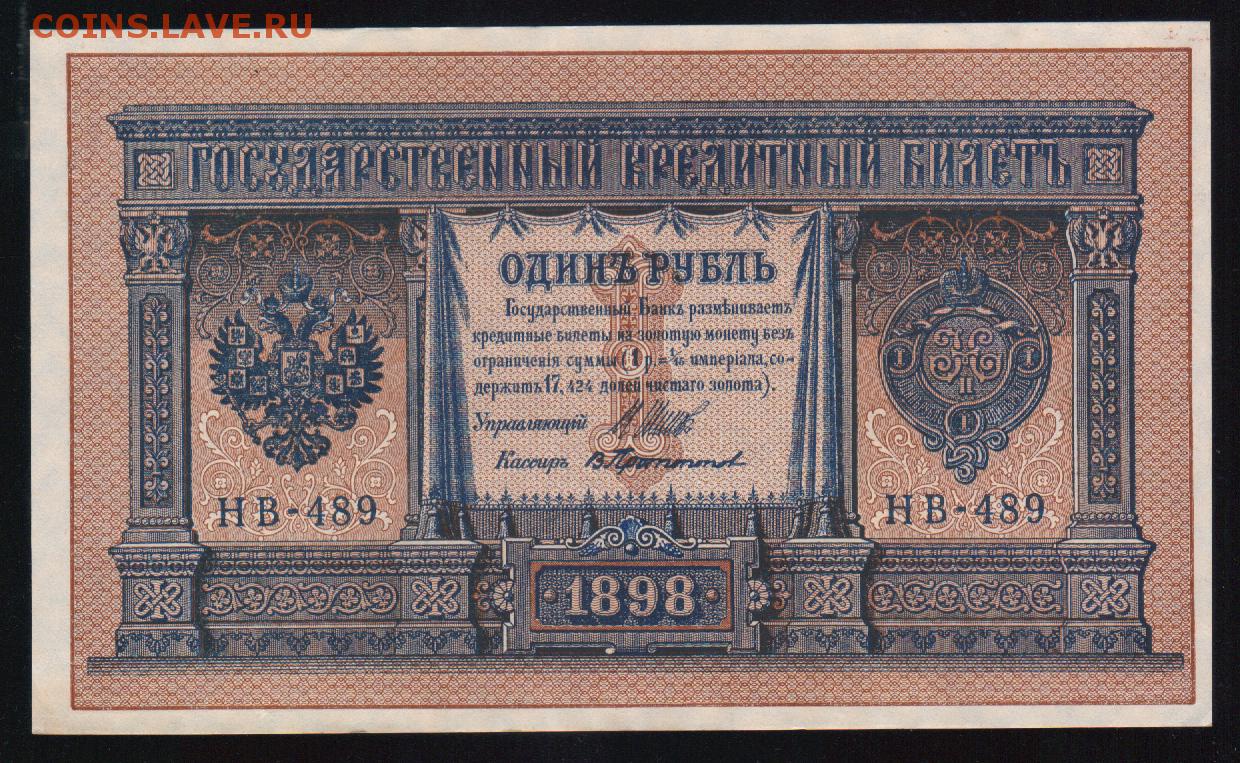 COINS.LAVE.RU
ГОСУДАРСТВЕННЫЙ КРЕДИТНЫЙ БИЛЕТЪ
ОДИНЪ РУБЛЬ
Государственный Банкъ размѣниваетъ
кредитные билеты на золотую монету безъ
ограниченія суммы (1 р.= 1/15 имперіала, со-
держитъ 17,424 долей чистаго золота).
Управляющій
Кассиръ В. Протопопов
НВ-489 НВ-489
1898